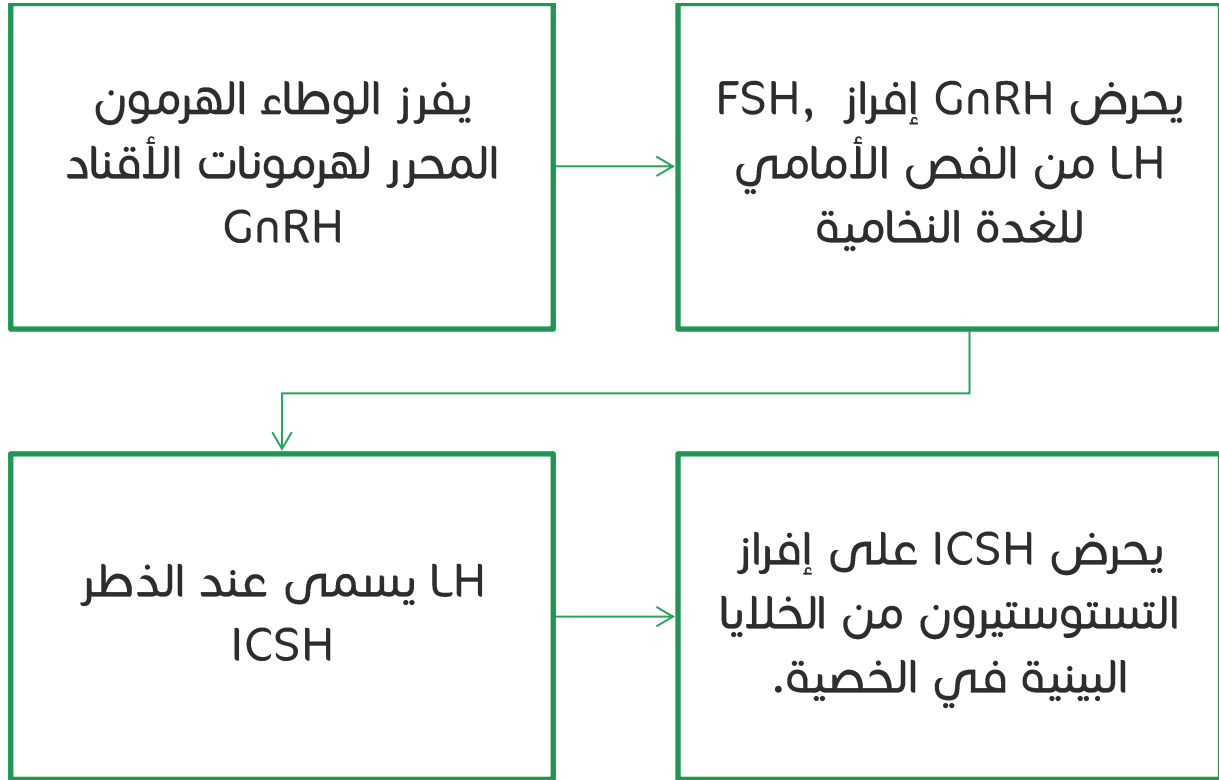 يفرز الوطاء الهرمون
المحرر لهرمونات الأقناد
GnRH
يحرض GnRH إفراز FSH,
LH من الفص الأمامي
للغدة النخامية
LH يسمى عند الذطر
ICSH
يحرض ICSH على إفراز
التستوستيرون من الخلايا
البينية في الخصية.